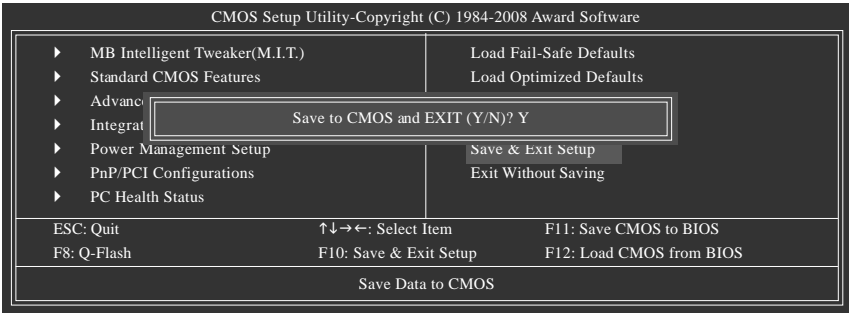 CMOS Setup Utility-Copyright (C) 1984-2008 Award Software
MB Intelligent Tweaker(M.I.T.)
Standard CMOS Features
Integrat
Power Management Setup
PnP/PCI Configurations
PC Health Status
Load Fail-Safe Defaults
Load Optimized Defaults
Save & Exit Setup
Exit Without Saving
Save to CMOS and EXIT (Y/N)? Y
ESC: Quit ↑↓→←: Select Item F11: Save CMOS to BIOS
F8: Q-Flash F10: Save & Exit Setup F12: Load CMOS from BIOS
Save Data to CMOS